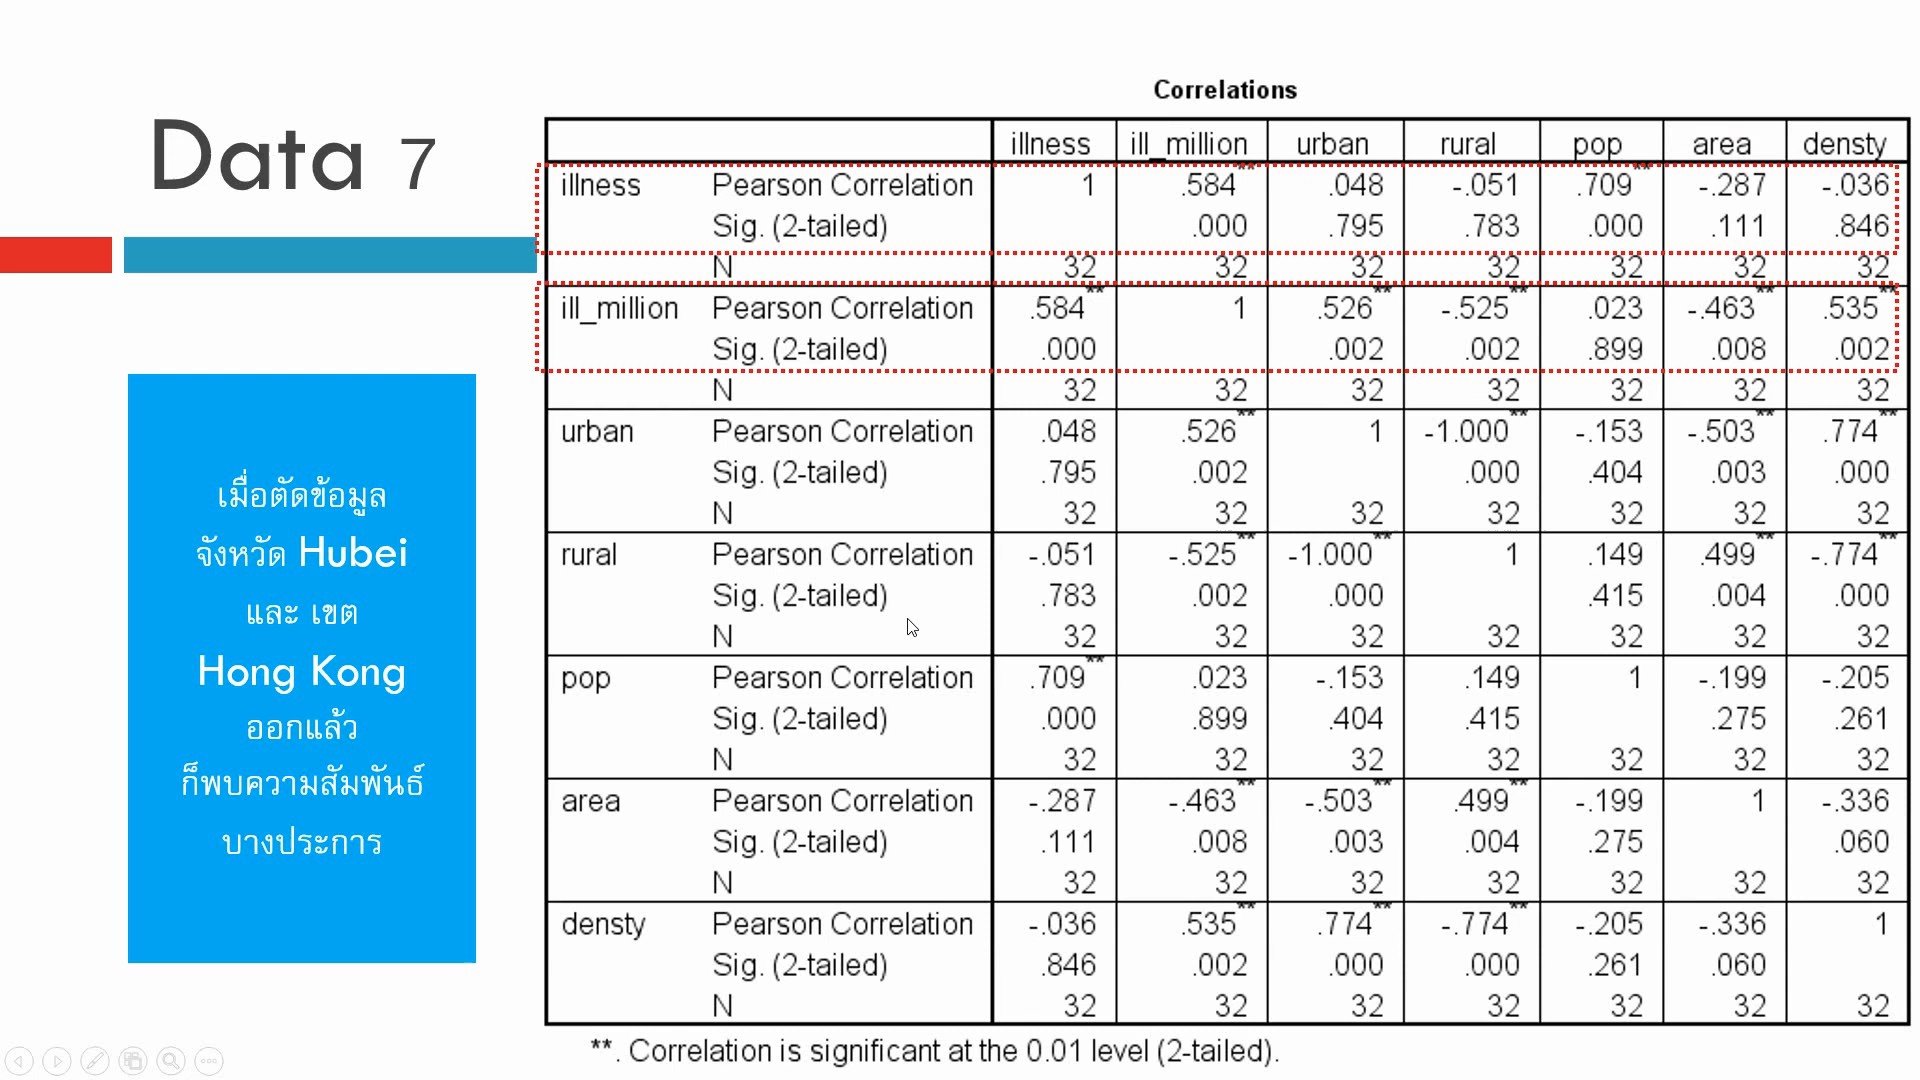 Data 7
เมื่อตัดข้อมูล
จังหวัด Hubei
และ เขต
Hong Kong
ออกแล้ว
ก็พบความสัมพันธ์
บางประการ
Correlations
illness ill_million urban rural pop area densty
illness Pearson Correlation 1 .584** .048 -.051 .709** -.287 -.036
Sig. (2-tailed) .000 .795 .783 .000 .111 .846
N 32 32 32 32 32 32 32
ill_million Pearson Correlation .584** 1 .526** -.525** .023 -.463** .535**
Sig. (2-tailed) .000 .002 .002 .899 .008 .002
N 32 32 32 32 32 32 32
urban Pearson Correlation .048 .526** 1 -1.000** -.153 -.503** .774**
Sig. (2-tailed) .795 .002 .000 .404 .003 .000
N 32 32 32 32 32 32 32
rural Pearson Correlation -.051 -.525** -1.000** 1 .149 .499** -.774**
Sig. (2-tailed) .783 .002 .000 .415 .004 .000
N 32 32 32 32 32 32 32
pop Pearson Correlation .709** .023 -.153 .149 1 -.199 -.205
Sig. (2-tailed) .000 .899 .404 .415 .275 .261
N 32 32 32 32 32 32 32
area Pearson Correlation -.287 -.463** -.503** .499** -.199 1 -.336
Sig. (2-tailed) .111 .008 .003 .004 .275 .060
N 32 32 32 32 32 32 32
densty Pearson Correlation -.036 .535** .774** -.774** -.205 -.336 1
Sig. (2-tailed) .846 .002 .000 .000 .261 .060
N 32 32 32 32 32 32 32
**. Correlation is significant at the 0.01 level (2-tailed).